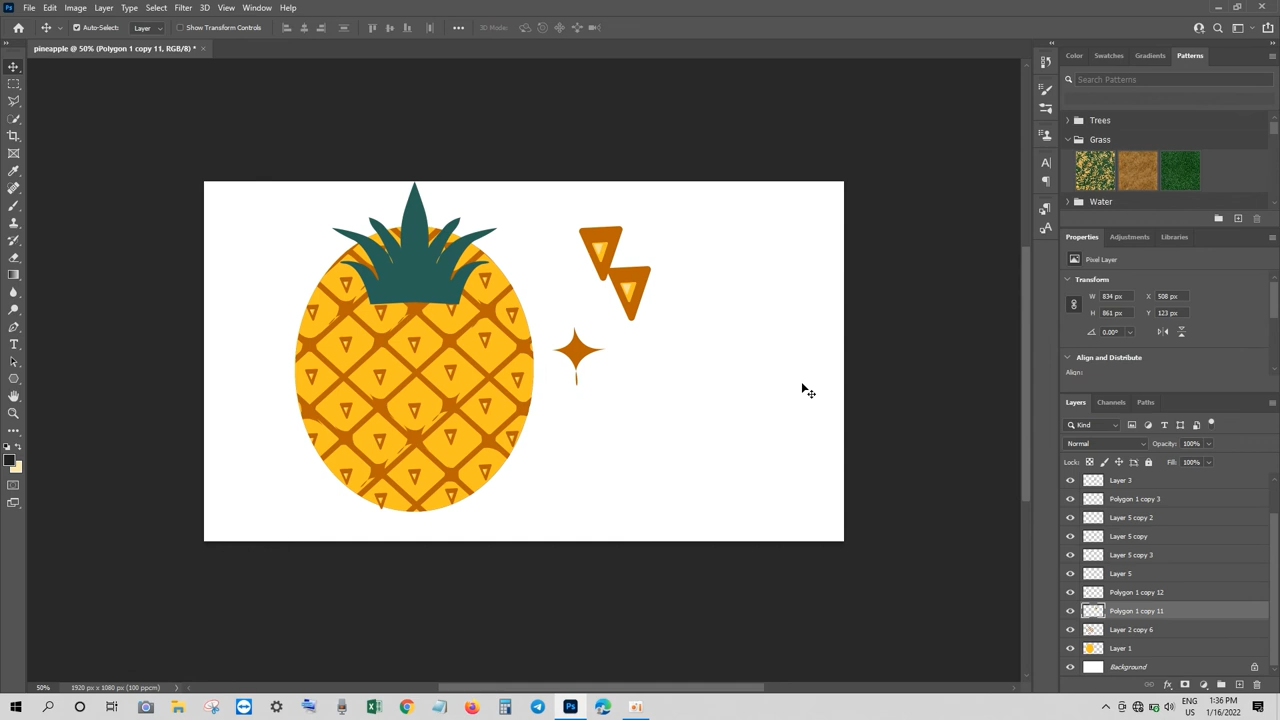 Ps File Edit Image Layer Type Select Filter 3D View Window Help
Auto-Select: Layer Show Transform Controls 3D Mode:
pineapple @ 50% (Polygon 1 copy 11, RGB/8) *
Color Swatches Gradients Patterns
Search Patterns
Trees
Grass
Water
Properties Adjustments Libraries
Pixel Layer
Transform
W 834 px X 508 px
H 861 px Y 123 px
0.00°
Align and Distribute
Align:
Layers Channels Paths
Kind
Normal Opacity: 100%
Lock: Fill: 100%
Layer 3
Polygon 1 copy 3
Layer 5 copy 2
Layer 5 copy
Layer 5 copy 3
Layer 5
Polygon 1 copy 12
Polygon 1 copy 11
Layer 2 copy 6
Layer 1
Background
50% 1920 px x 1080 px (100 ppcm)
ENG 1:36 PM
US 1/16/2022